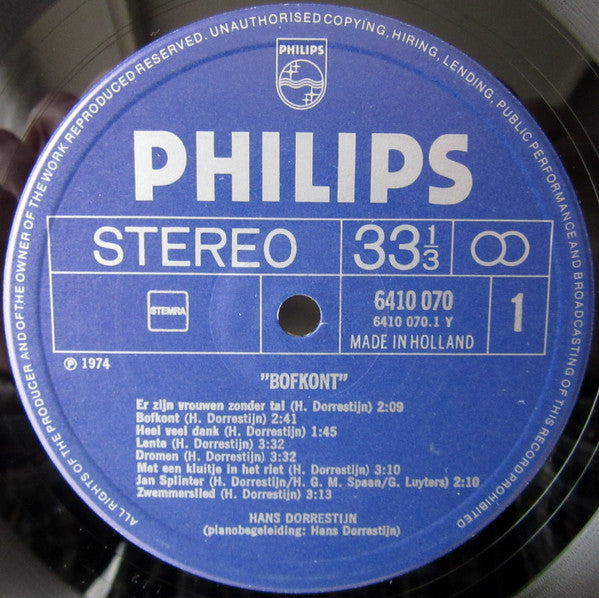 ALL RIGHTS OF THE PRODUCER AND OF THE OWNER OF THE WORK REPRODUCED RESERVED. UNAUTHORISED COPYING, HIRING, LENDING, PUBLIC PERFORMANCE AND BROADCASTING OF THIS RECORD PROHIBITED
PHILIPS
PHILIPS
STEREO
33 1/3
STEMRA
6410 070
6410 070.1 Y
MADE IN HOLLAND
1
Ⓟ 1974
"BOFKONT"
Er zijn vrouwen zonder tal (H. Dorrestijn) 2:09
Bofkont (H. Dorrestijn) 2:41
Heel veel dank (H. Dorrestijn) 1:45
Lente (H. Dorrestijn) 3:32
Dromen (H. Dorrestijn) 3:32
Met een kluitje in het riet (H. Dorrestijn) 3:10
Jan Splinter (H. Dorrestijn/H. G. M. Spaan/G. Luyters) 2:10
Zwemmerslied (H. Dorrestijn) 3:13
HANS DORRESTIJN
(pianobegeleiding: Hans Dorrestijn)